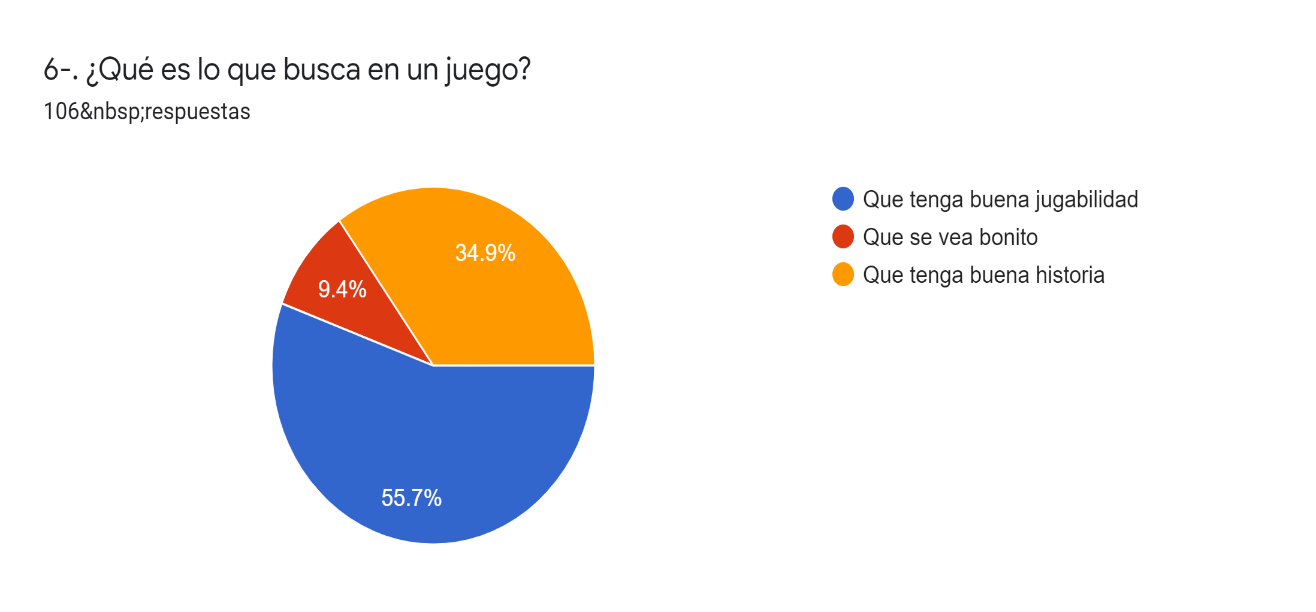 6-. ¿Qué es lo que busca en un juego?
106&nbsp;respuestas
34.9%
9.4%
55.7%
Que tenga buena jugabilidad
Que se vea bonito
Que tenga buena historia